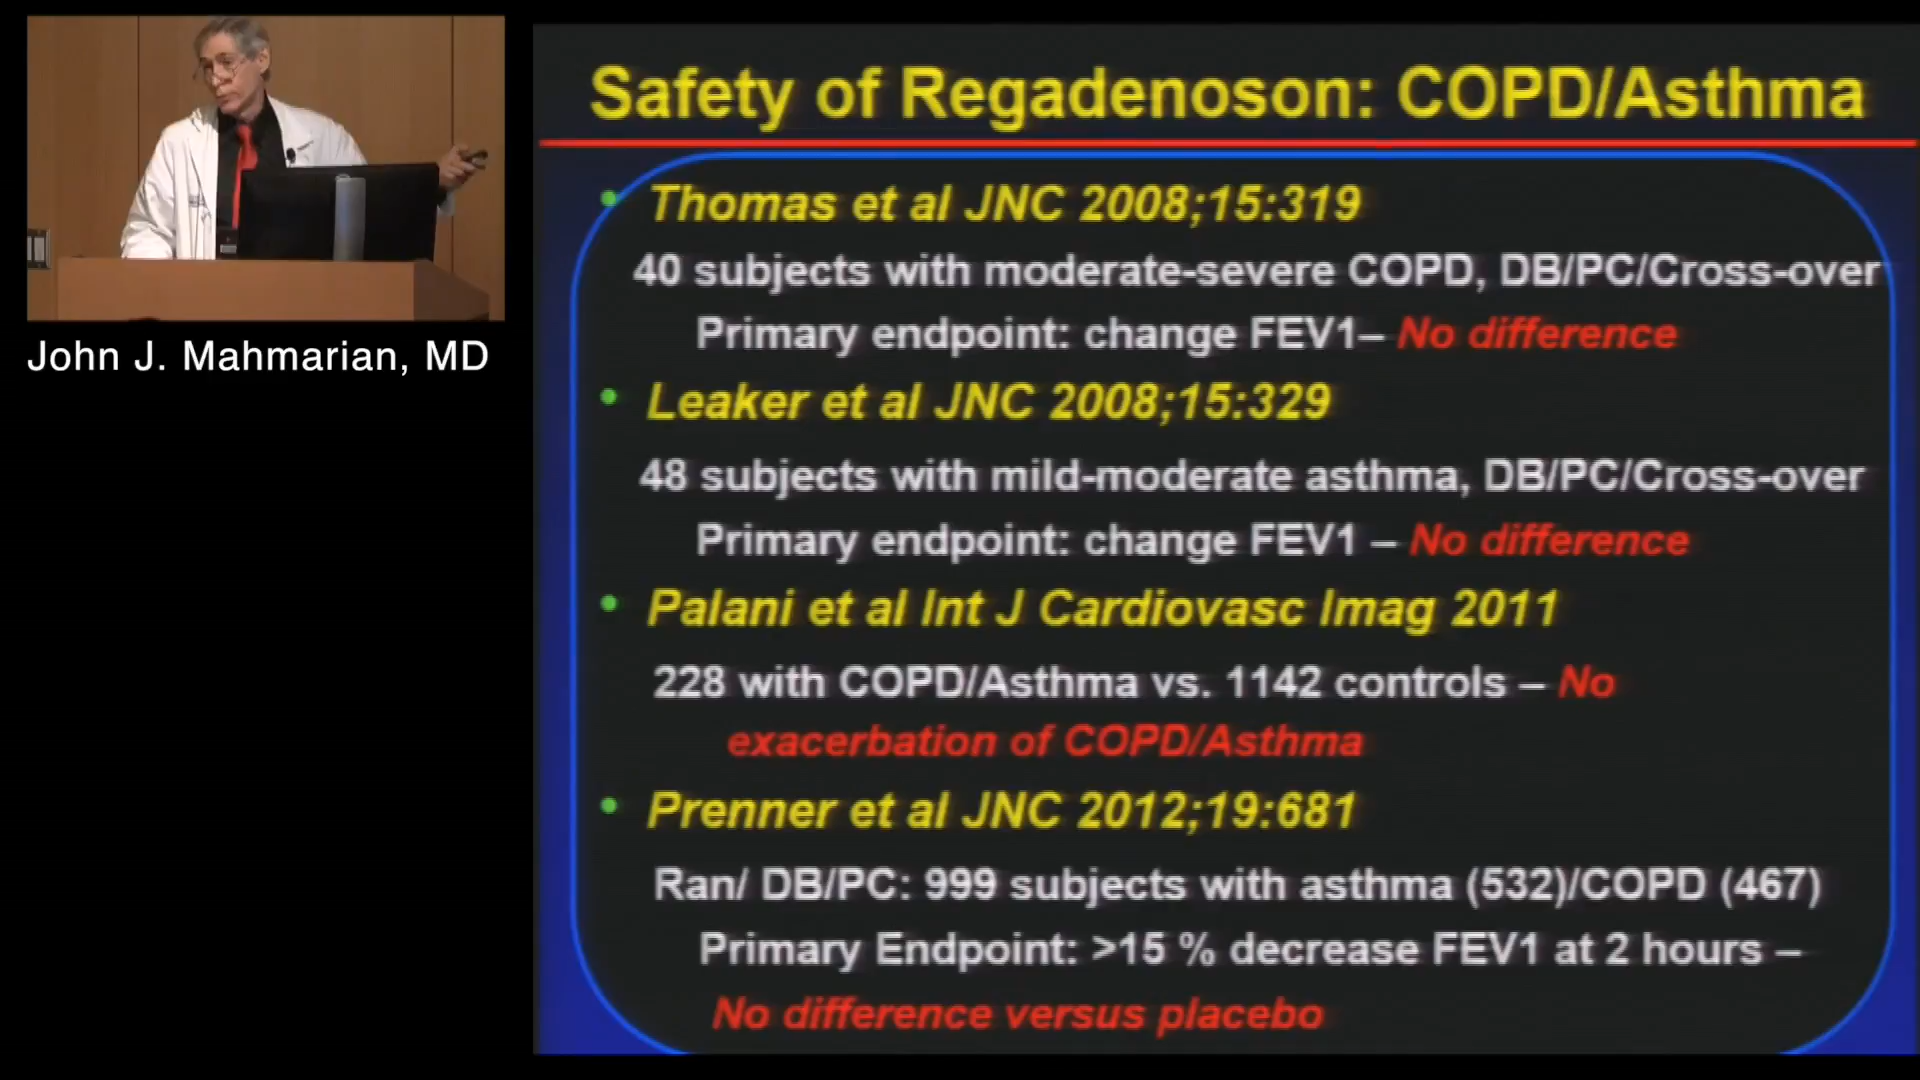 Safety of Regadenoson: COPD/Asthma
• Thomas et al JNC 2008;15:319
40 subjects with moderate-severe COPD, DB/PC/Cross-over
Primary endpoint: change FEV1– No difference
• Leaker et al JNC 2008;15:329
48 subjects with mild-moderate asthma, DB/PC/Cross-over
Primary endpoint: change FEV1 – No difference
• Palani et al Int J Cardiovasc Imag 2011
228 with COPD/Asthma vs. 1142 controls – No
exacerbation of COPD/Asthma
• Prenner et al JNC 2012;19:681
Ran/ DB/PC: 999 subjects with asthma (532)/COPD (467)
Primary Endpoint: >15 % decrease FEV1 at 2 hours –
No difference versus placebo
John J. Mahmarian, MD